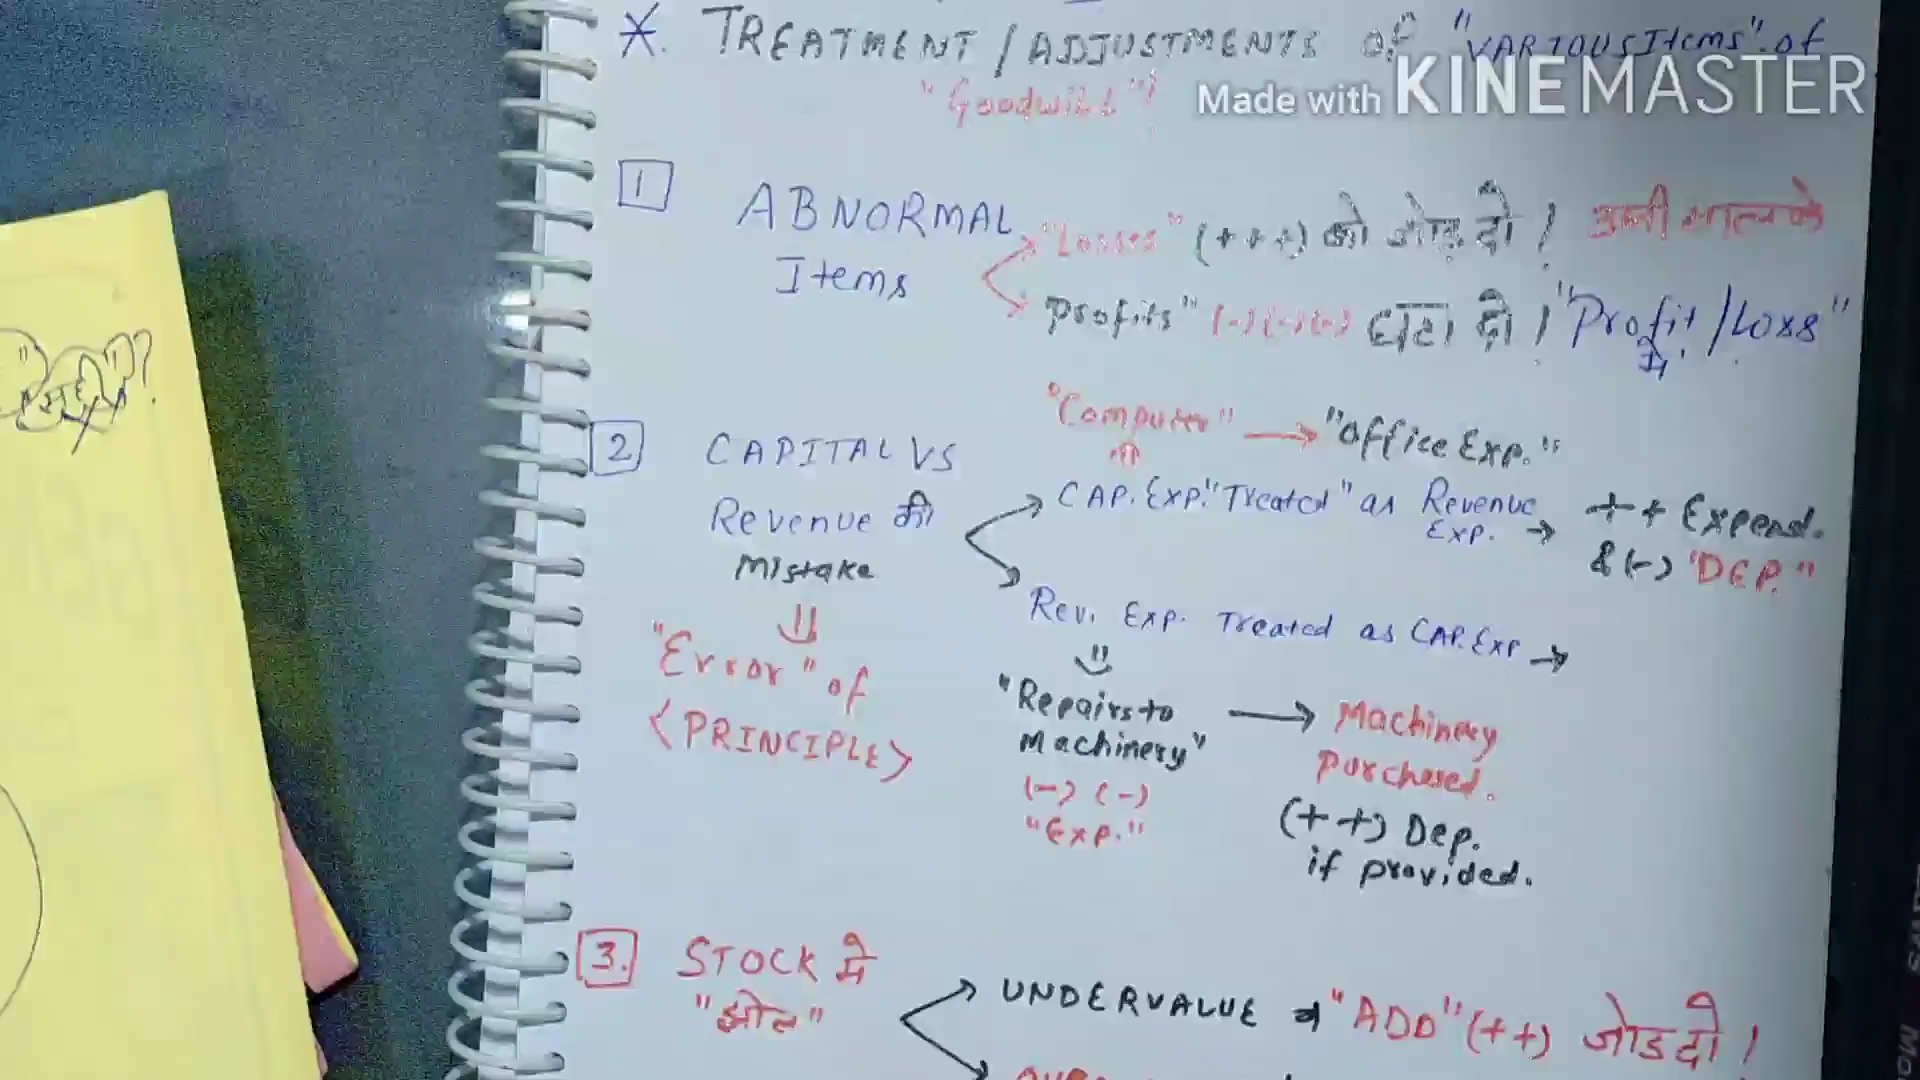 *. TREATMENT / ADJUSTMENTS of "VARIOUS Items" of
"Goodwill"!
Made with KINEMASTER
1 ABNORMAL Items
"Losses" (+++) को जोड़ दो ! उसी साल के
Profits" (-)(-)(-) घटा दो ! "Profit/Loss"
में
2 CAPITAL VS
Revenue की
Mistake
"Error" of
<PRINCIPLE>
"Computer" → "Office Exp."
CAP. EXP. "Treated" as Revenue
Exp. → ++ Expend.
& (-) "DEP."
Rev. Exp. Treated as CAP. Exp →
"Repairs to
Machinery"
(-) (-)
"Exp."
→ Machinery
Purchased.
(++) Dep.
if provided.
3. STOCK मे
"झोल"
UNDERVALUE → "ADD" (++) जोड दो !